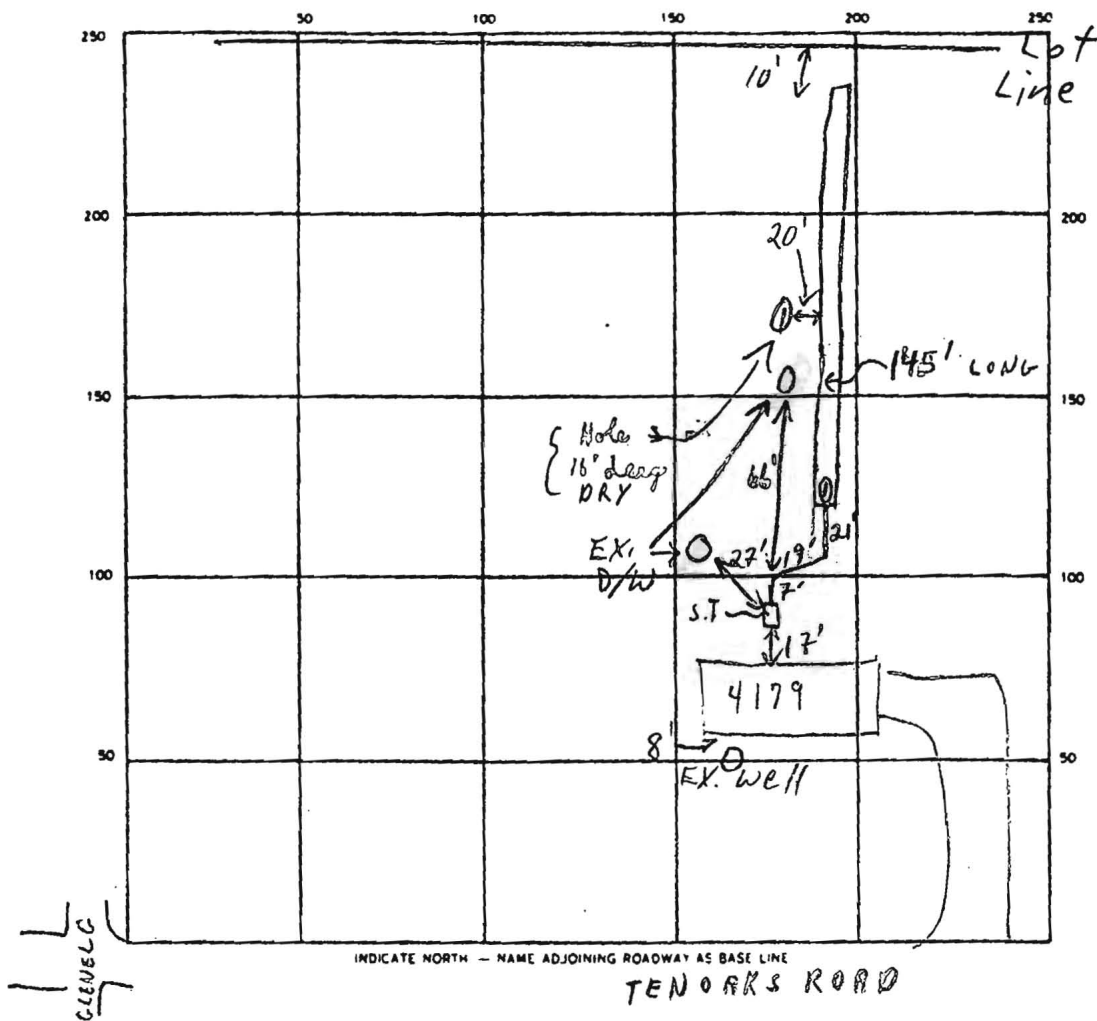 50 150 200 250
250
Lot
Line
10'
200
200
20'
145' LONG
150
150
Hole
16' deep
DRY
66'
21'
EX.
D/W
27'
19'
100
100
7'
S.T
17'
4179
8'
50
50
EX. Well
GLENELG
INDICATE NORTH — NAME ADJOINING ROADWAY AS BASE LINE
TENOAKS ROAD